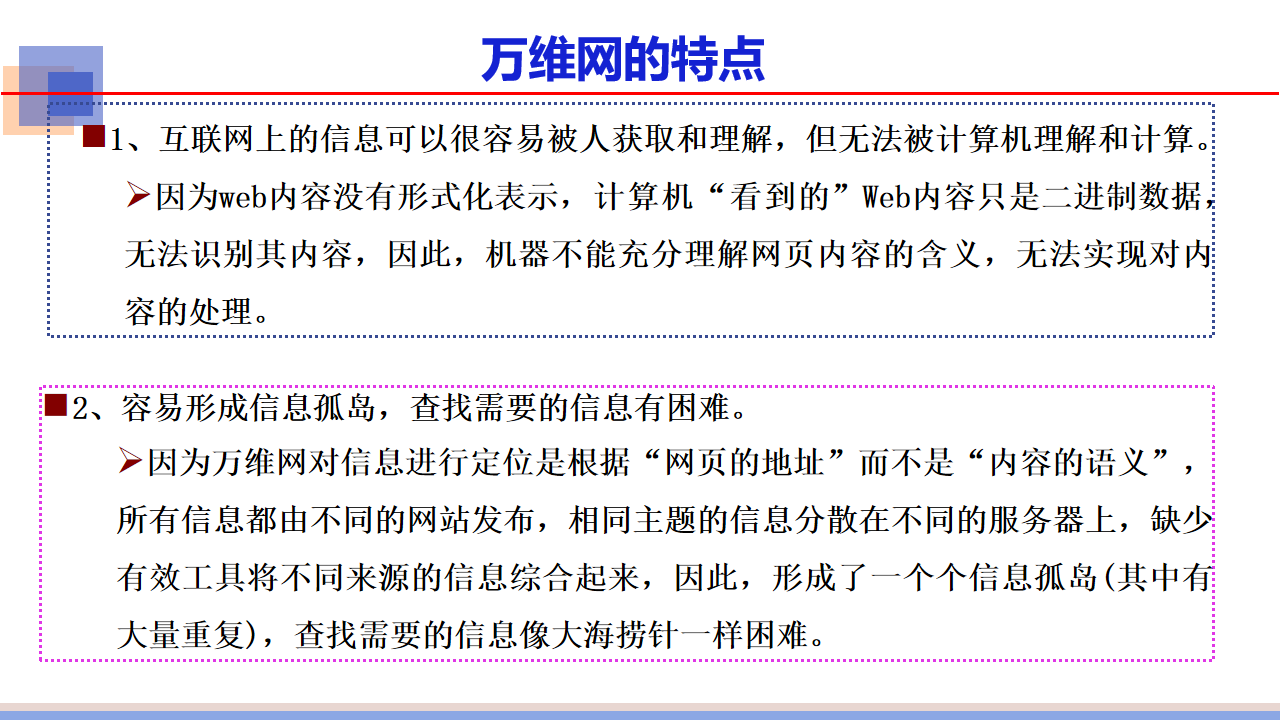 万维网的特点
1、互联网上的信息可以很容易被人获取和理解，但无法被计算机理解和计算。
因为web内容没有形式化表示，计算机“看到的”Web内容只是二进制数据，
无法识别其内容，因此，机器不能充分理解网页内容的含义，无法实现对内
容的处理。
2、容易形成信息孤岛，查找需要的信息有困难。
因为万维网对信息进行定位是根据“网页的地址”而不是“内容的语义”，
所有信息都由不同的网站发布，相同主题的信息分散在不同的服务器上，缺少
有效工具将不同来源的信息综合起来，因此，形成了一个个信息孤岛(其中有
大量重复)，查找需要的信息像大海捞针一样困难。